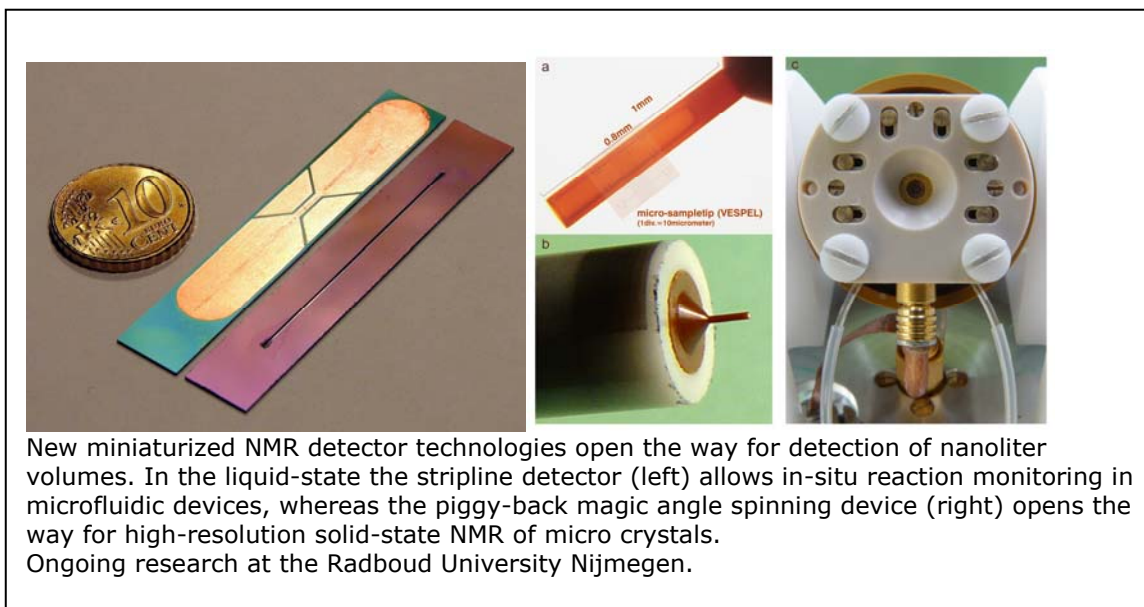 10
EURO
CENT
a
1mm
0.8mm
micro-sampletip (VESPEL)
(1div.=10micrometer)
b
c
New miniaturized NMR detector technologies open the way for detection of nanoliter
volumes. In the liquid-state the stripline detector (left) allows in-situ reaction monitoring in
microfluidic devices, whereas the piggy-back magic angle spinning device (right) opens the
way for high-resolution solid-state NMR of micro crystals.
Ongoing research at the Radboud University Nijmegen.